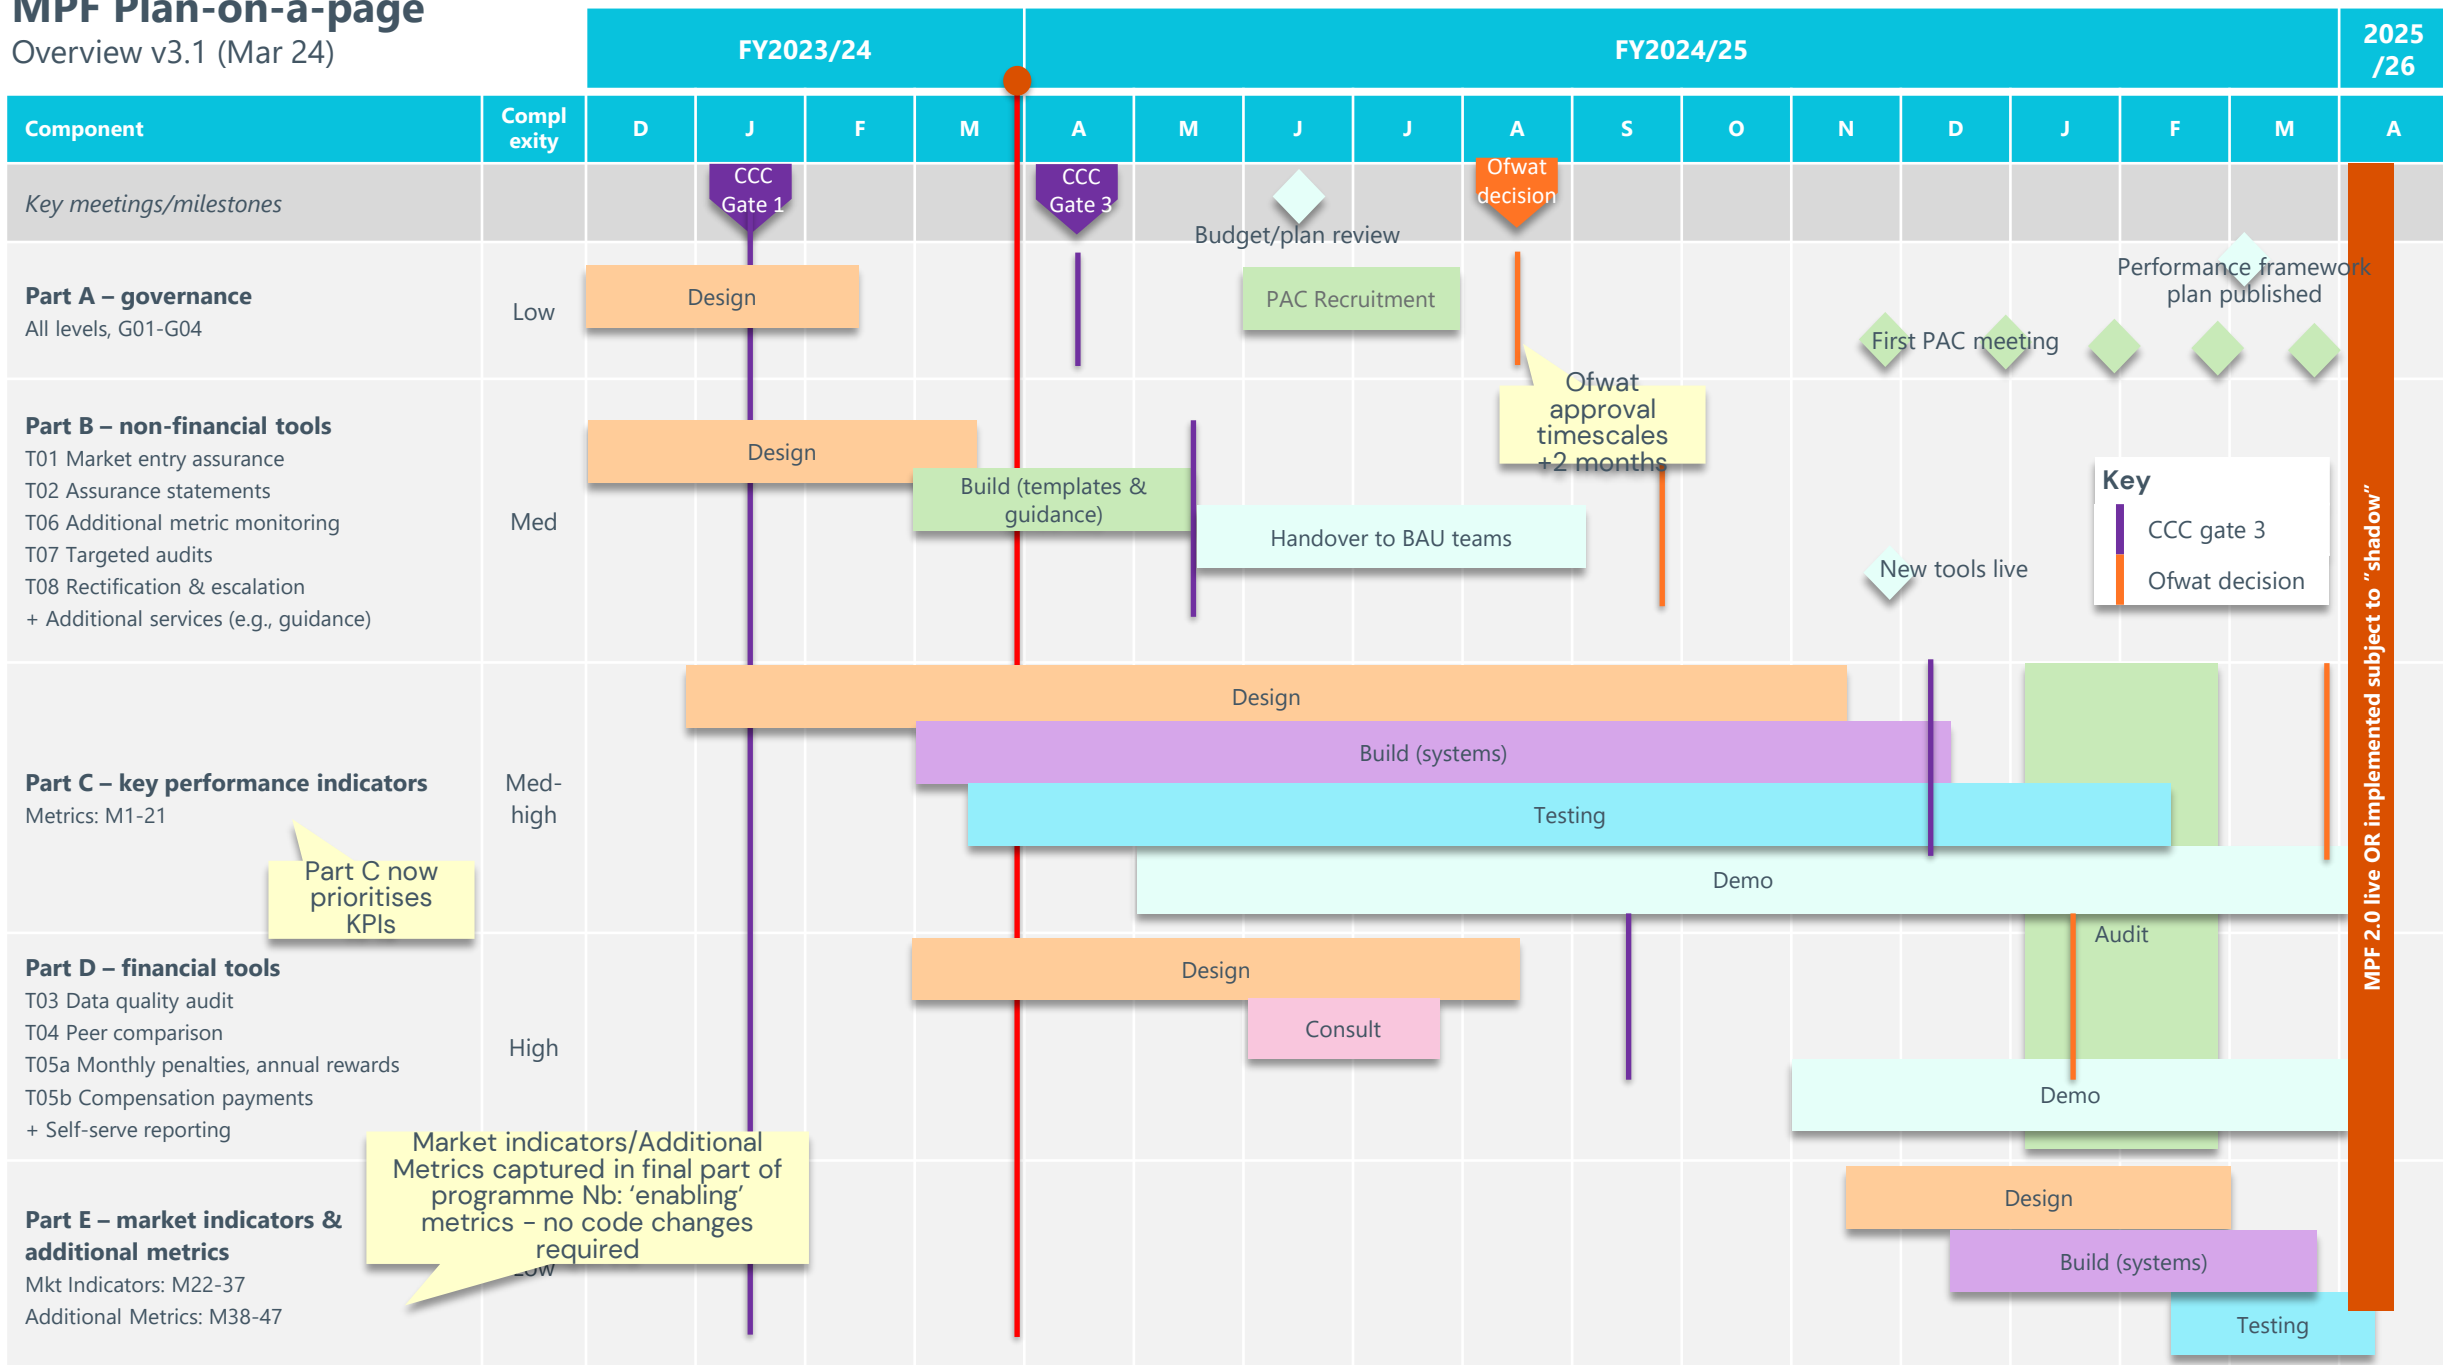 MPF Plan-on-a-page
Overview v3.1 (Mar 24)
FY2023/24
FY2024/25
2025
/26
Component
Compl
exity
D
J
F
M
A
M
J
J
A
S
O
N
D
J
F
M
A
Key meetings/milestones
CCC
Gate 1
CCC
Gate 3
Budget/plan review
Ofwat
decision
Part A – governance
All levels, G01-G04
Low
Design
PAC Recruitment
Performance framework
plan published
First PAC meeting
Ofwat
approval
timescales
+2 months
Part B – non-financial tools
T01 Market entry assurance
T02 Assurance statements
T06 Additional metric monitoring
T07 Targeted audits
T08 Rectification & escalation
+ Additional services (e.g., guidance)
Med
Design
Build (templates &
guidance)
Handover to BAU teams
New tools live
Key
CCC gate 3
Ofwat decision
MPF 2.0 live OR implemented subject to “shadow”
Part C – key performance indicators
Metrics: M1-21
Med-
high
Part C now
prioritises
KPIs
Design
Build (systems)
Testing
Demo
Audit
Part D – financial tools
T03 Data quality audit
T04 Peer comparison
T05a Monthly penalties, annual rewards
T05b Compensation payments
+ Self-serve reporting
High
Design
Consult
Demo
Market indicators/Additional
Metrics captured in final part of
programme Nb: ‘enabling’
metrics – no code changes
required
Part E – market indicators &
additional metrics
Mkt Indicators: M22-37
Additional Metrics: M38-47
Low
Design
Build (systems)
Testing